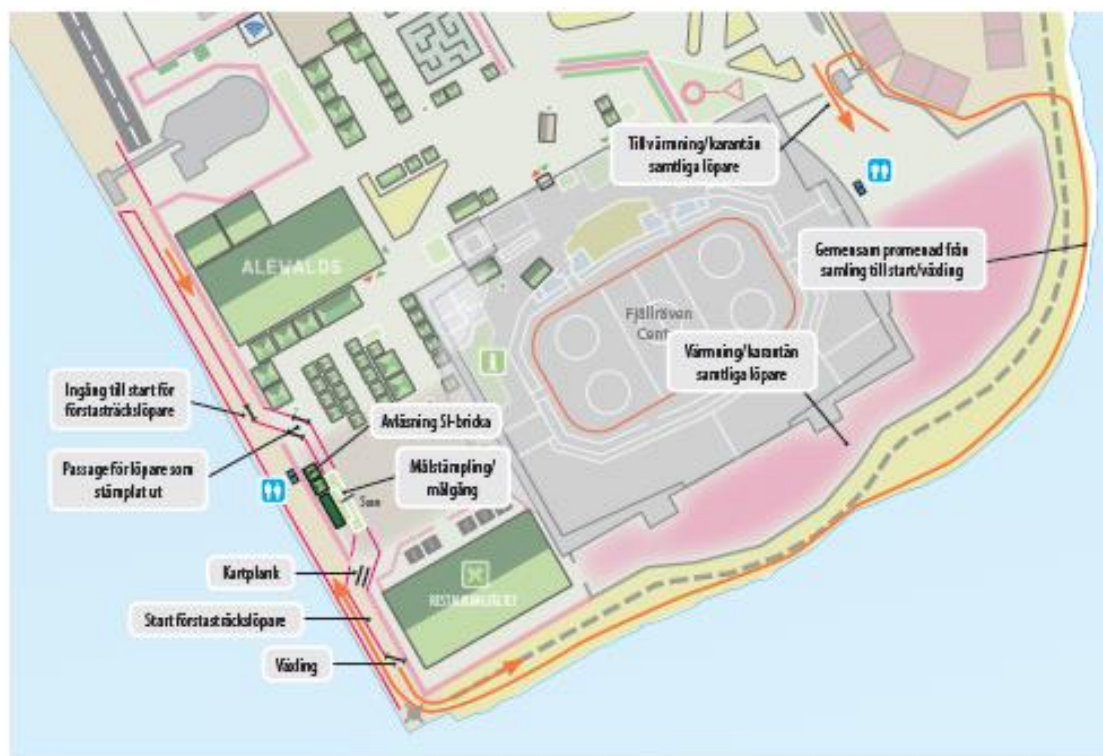 Till värmning/karantän
samtliga löpare
Gemensam promenad från
samling till start/växling
ALEWALDS
Fjällräven
Värmning/karantän
samtliga löpare
Ingång till start för
förstasträckslöpare
Avläsning SI-bricka
Passage för löpare som
stämplat ut
Målstämpling/
målgång
Scen
Kartplank
Start förstasträckslöpare
Växling